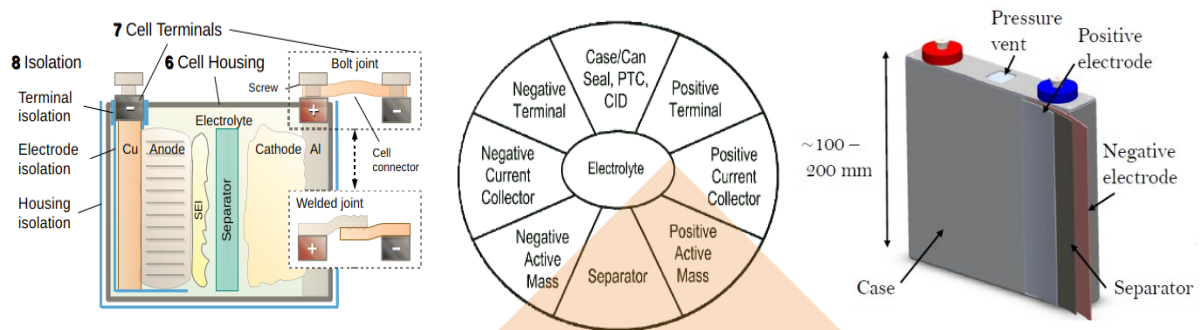 7 Cell Terminals
8 Isolation
6 Cell Housing
Bolt joint
Screw
Terminal
isolation
-
+
-
Electrolyte
Electrode
isolation
Cu
Anode
Cathode
Al
Cell
connector
SEI
Separator
Housing
isolation
Welded joint
+
-
Case/Can
Seal, PTC,
CID
Negative
Terminal
Positive
Terminal
Negative
Current
Collector
Electrolyte
Positive
Current
Collector
Negative
Active
Mass
Separator
Positive
Active
Mass
Pressure
vent
Positive
electrode
~100 –
200 mm
Negative
electrode
Case
Separator